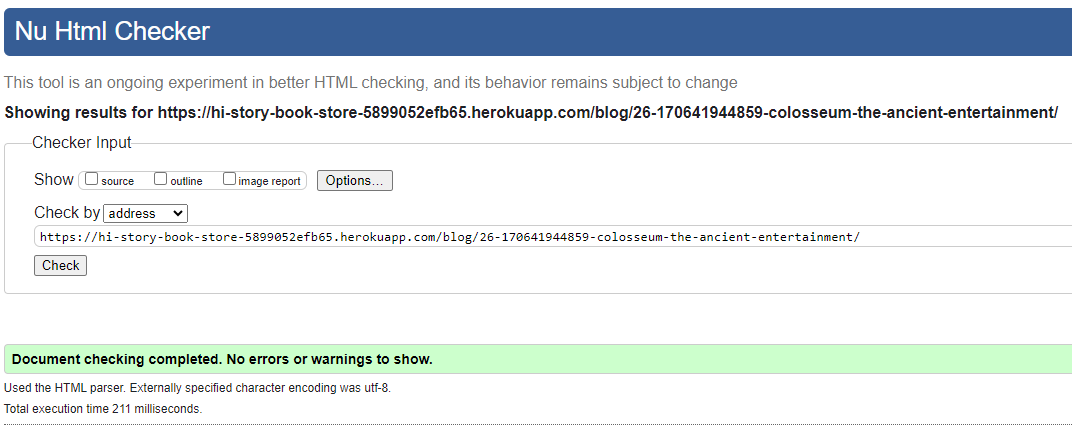 Nu Html Checker
This tool is an ongoing experiment in better HTML checking, and its behavior remains subject to change
Showing results for https://hi-story-book-store-5899052efb65.herokuapp.com/blog/26-170641944859-colosseum-the-ancient-entertainment/
Checker Input
Show source outline image report Options...
Check by address
https://hi-story-book-store-5899052efb65.herokuapp.com/blog/26-170641944859-colosseum-the-ancient-entertainment/
Check
Document checking completed. No errors or warnings to show.
Used the HTML parser. Externally specified character encoding was utf-8.
Total execution time 211 milliseconds.